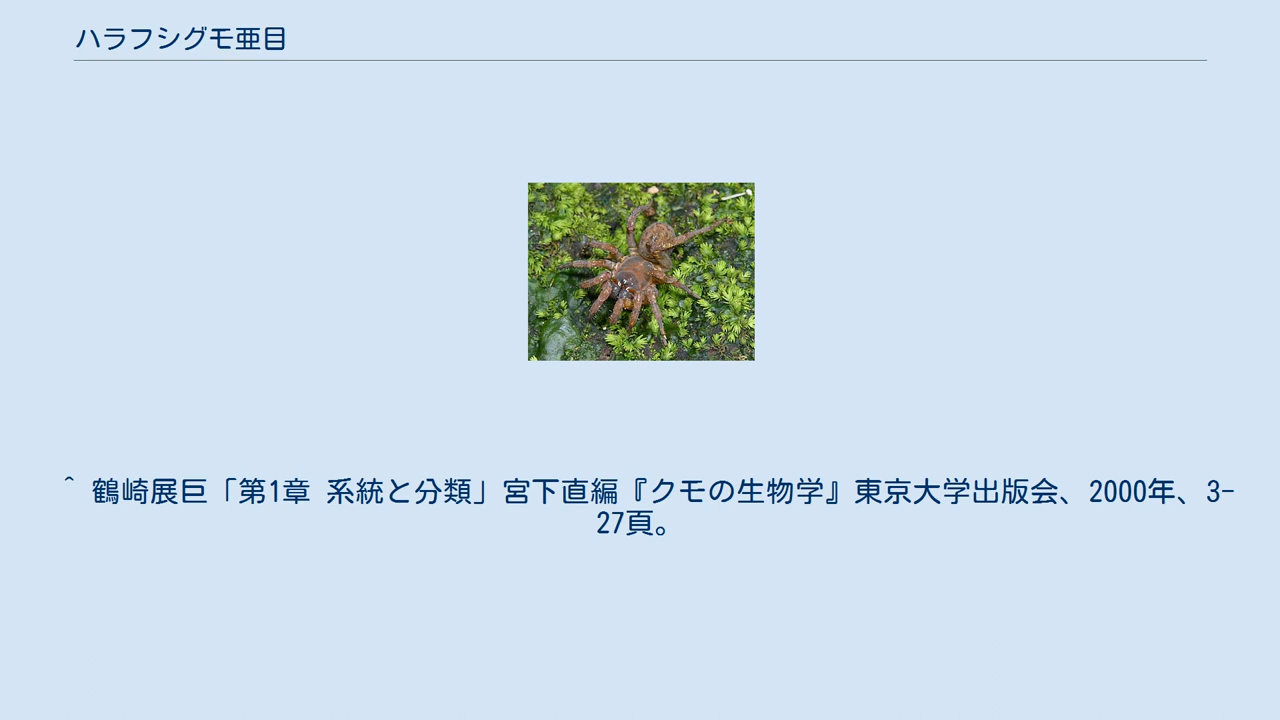 ハラフシグモ亜目
^ 鶴崎展巨「第1章 系統と分類」宮下直編『クモの生物学』東京大学出版会、2000年、3-
27頁。